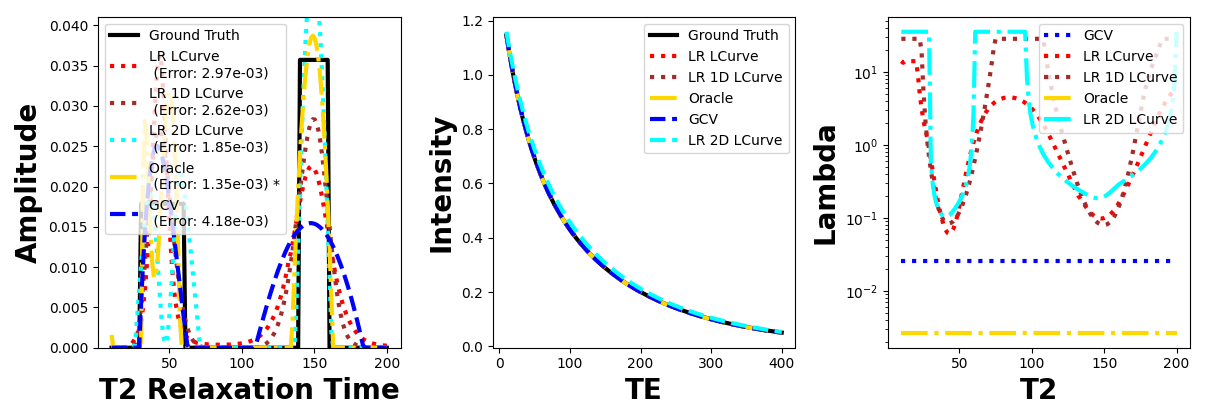 0.040
0.035
0.030
0.025
0.020
0.015
0.010
0.005
0.000
Amplitude
Ground Truth
LR LCurve
(Error: 2.97e-03)
LR 1D LCurve
(Error: 2.62e-03)
LR 2D LCurve
(Error: 1.85e-03)
Oracle
(Error: 1.35e-03) *
GCV
(Error: 4.18e-03)
50 100 150 200
T2 Relaxation Time
1.2
1.0
0.8
0.6
0.4
0.2
0.0
Intensity
Ground Truth
LR LCurve
LR 1D LCurve
Oracle
GCV
LR 2D LCurve
0 100 200 300 400
TE
10^1
10^0
10^−1
10^−2
Lambda
GCV
LR LCurve
LR 1D LCurve
Oracle
LR 2D LCurve
50 100 150 200
T2